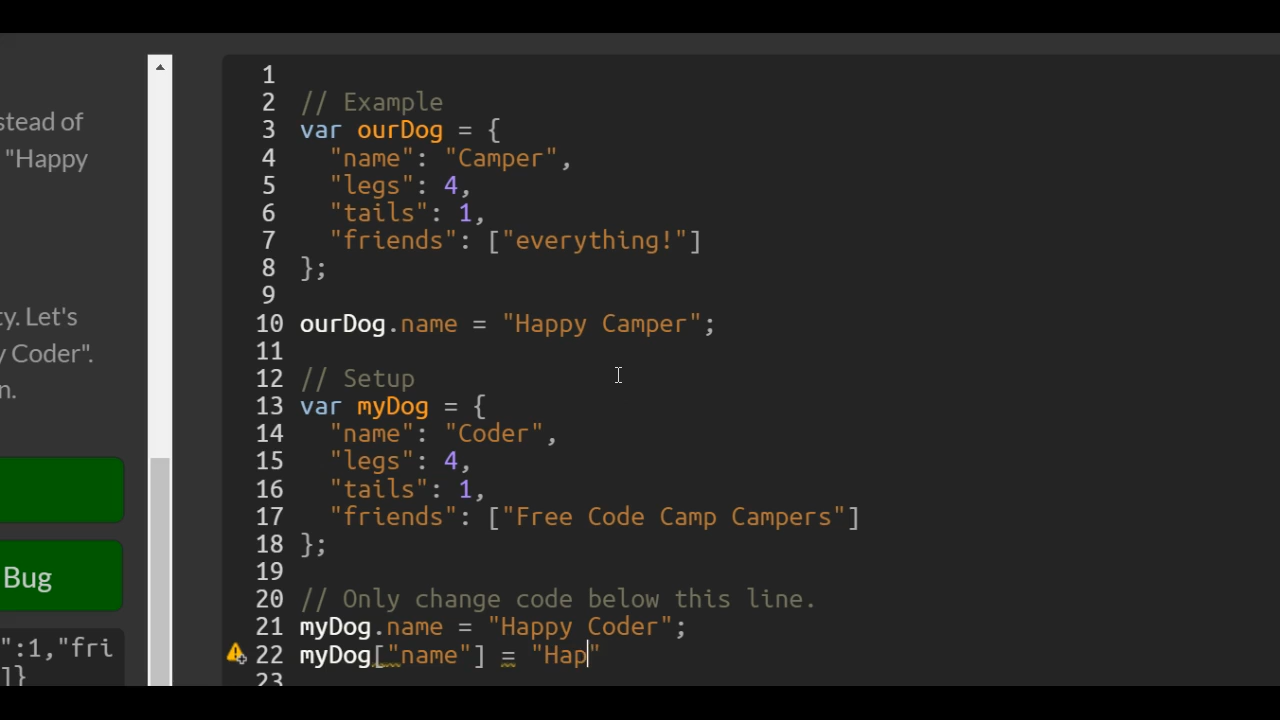 stead of
"Happy
y. Let's
Coder".
n.
Bug
":1,"fri
]}
1
2 // Example
3 var ourDog = {
4 "name": "Camper",
5 "legs": 4,
6 "tails": 1,
7 "friends": ["everything!"]
8 };
9
10 ourDog.name = "Happy Camper";
11
12 // Setup
13 var myDog = {
14 "name": "Coder",
15 "legs": 4,
16 "tails": 1,
17 "friends": ["Free Code Camp Campers"]
18 };
19
20 // Only change code below this line.
21 myDog.name = "Happy Coder";
22 myDog["name"] = "Hap"
23